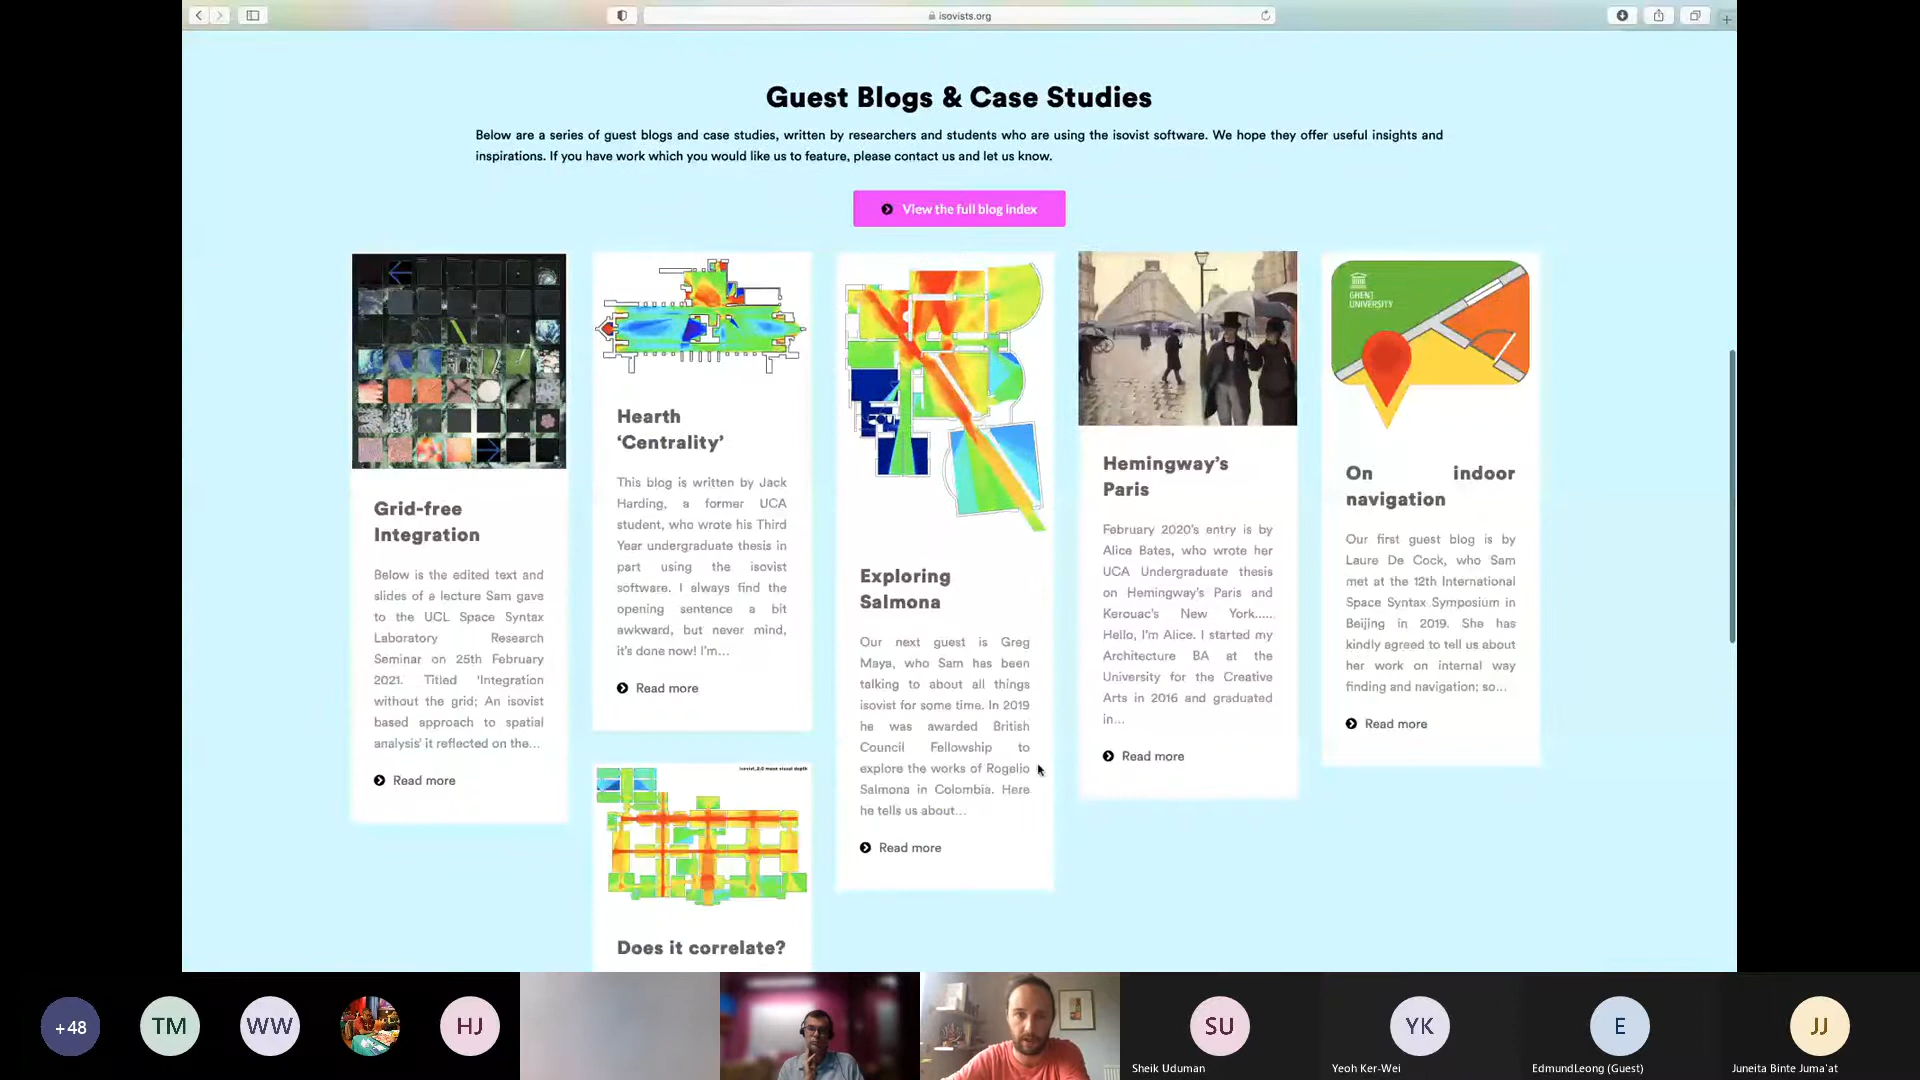 isovists.org
Guest Blogs & Case Studies
Below are a series of guest blogs and case studies, written by researchers and students who are using the isovist software. We hope they offer useful insights and
inspirations. If you have work which you would like us to feature, please contact us and let us know.
View the full blog index
Grid-free
Integration
Below is the edited text and
slides of a lecture Sam gave
to the UCL Space Syntax
Laboratory Research
Seminar on 25th February
2021. Titled 'Integration
without the grid; An isovist
based approach to spatial
analysis' it reflected on the...
Read more
Hearth
‘Centrality’
This blog is written by Jack
Harding, a former UCA
student, who wrote his Third
Year undergraduate thesis in
part using the isovist
software. I always find the
opening sentence a bit
awkward, but never mind,
it's done now! I'm...
Read more
isovist_2.0 mean visual depth
Does it correlate?
Exploring
Salmona
Our next guest is Greg
Maya, who Sam has been
talking to about all things
isovist for some time. In 2019
he was awarded British
Council Fellowship to
explore the works of Rogelio
Salmona in Colombia. Here
he tells us about...
Read more
Hemingway's
Paris
February 2020's entry is by
Alice Bates, who wrote her
UCA Undergraduate thesis
on Hemingway's Paris and
Kerouac's New York.....
Hello, I'm Alice. I started my
Architecture BA at the
University for the Creative
Arts in 2016 and graduated
in...
Read more
GHENT
UNIVERSITY
On indoor
navigation
Our first guest blog is by
Laure De Cock, who Sam
met at the 12th International
Space Syntax Symposium in
Beijing in 2019. She has
kindly agreed to tell us about
her work on internal way
finding and navigation; so...
Read more
+48
TM
WW
HJ
SU
Sheik Uduman
YK
Yeoh Ker-Wei
E
EdmundLeong (Guest)
JJ
Juneita Binte Juma'at